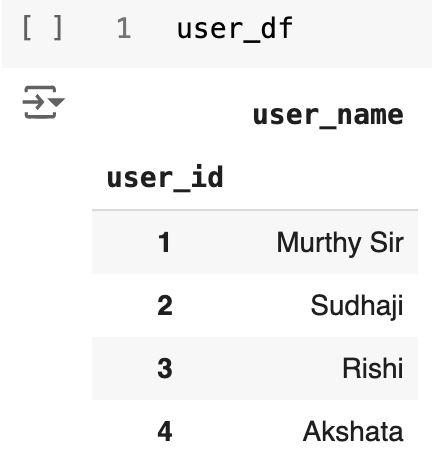 [ ] 1 user_df
user_name
user_id
1 Murthy Sir
2 Sudhaji
3 Rishi
4 Akshata